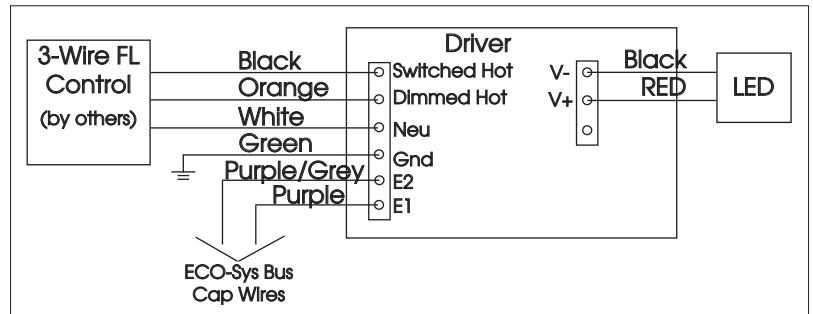 3-Wire FL
Control
(by others)
Black
Orange
White
Green
Purple/Grey
Purple
ECO-Sys Bus
Cap Wires
Driver
Switched Hot
Dimmed Hot
Neu
Gnd
E2
E1
V-
V+
Black
RED
LED